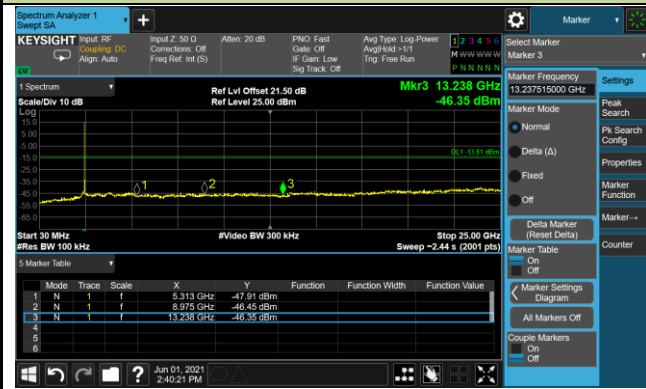 Spectrum Analyzer 1
Swept SA
+
Marker
KEYSIGHT
Input: RF
Coupling: DC
Align: Auto
Input Z: 50 Ω
Corrections: Off
Freq Ref: Int (S)
Atten: 20 dB
PNO: Fast
Gate: Off
IF Gain: Low
Sig Track: Off
Avg Type: Log-Power
Avg|Hold:>1/1
Trig: Free Run
1 2 3 4 5 6
M W W W W W
P N N N N N
LM
Select Marker
Marker 3
1 Spectrum
Scale/Div 10 dB
Ref Lvl Offset 21.50 dB
Ref Level 25.00 dBm
Mkr3 13.238 GHz
-46.35 dBm
Log
15.0
5.00
-5.00
-15.0
-25.0
-35.0
-45.0
-55.0
-65.0
DL1 -13.81 dBm
1
2
3
Start 30 MHz
#Res BW 100 kHz
#Video BW 300 kHz
Stop 25.00 GHz
Sweep ~2.44 s (2001 pts)
5 Marker Table
Mode Trace Scale X Y Function Function Width Function Value
1 N 1 f 5.313 GHz -47.91 dBm
2 N 1 f 8.975 GHz -46.45 dBm
3 N 1 f 13.238 GHz -46.35 dBm
4
5
6
Marker Frequency
13.237515000 GHz
Marker Mode
Normal
Delta (Δ)
Fixed
Off
Delta Marker
(Reset Delta)
Marker Table
On
Off
Marker Settings
Diagram
All Markers Off
Couple Markers
On
Off
Settings
Peak
Search
Pk Search
Config
Properties
Marker
Function
Marker→
Counter
?
Jun 01, 2021
2:40:21 PM